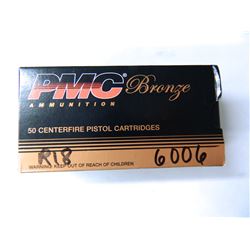 PMC Bronze
AMMUNITION
50 CENTERFIRE PISTOL CARTRIDGES
R18 6006
WARNING: KEEP OUT OF REACH OF CHILDREN